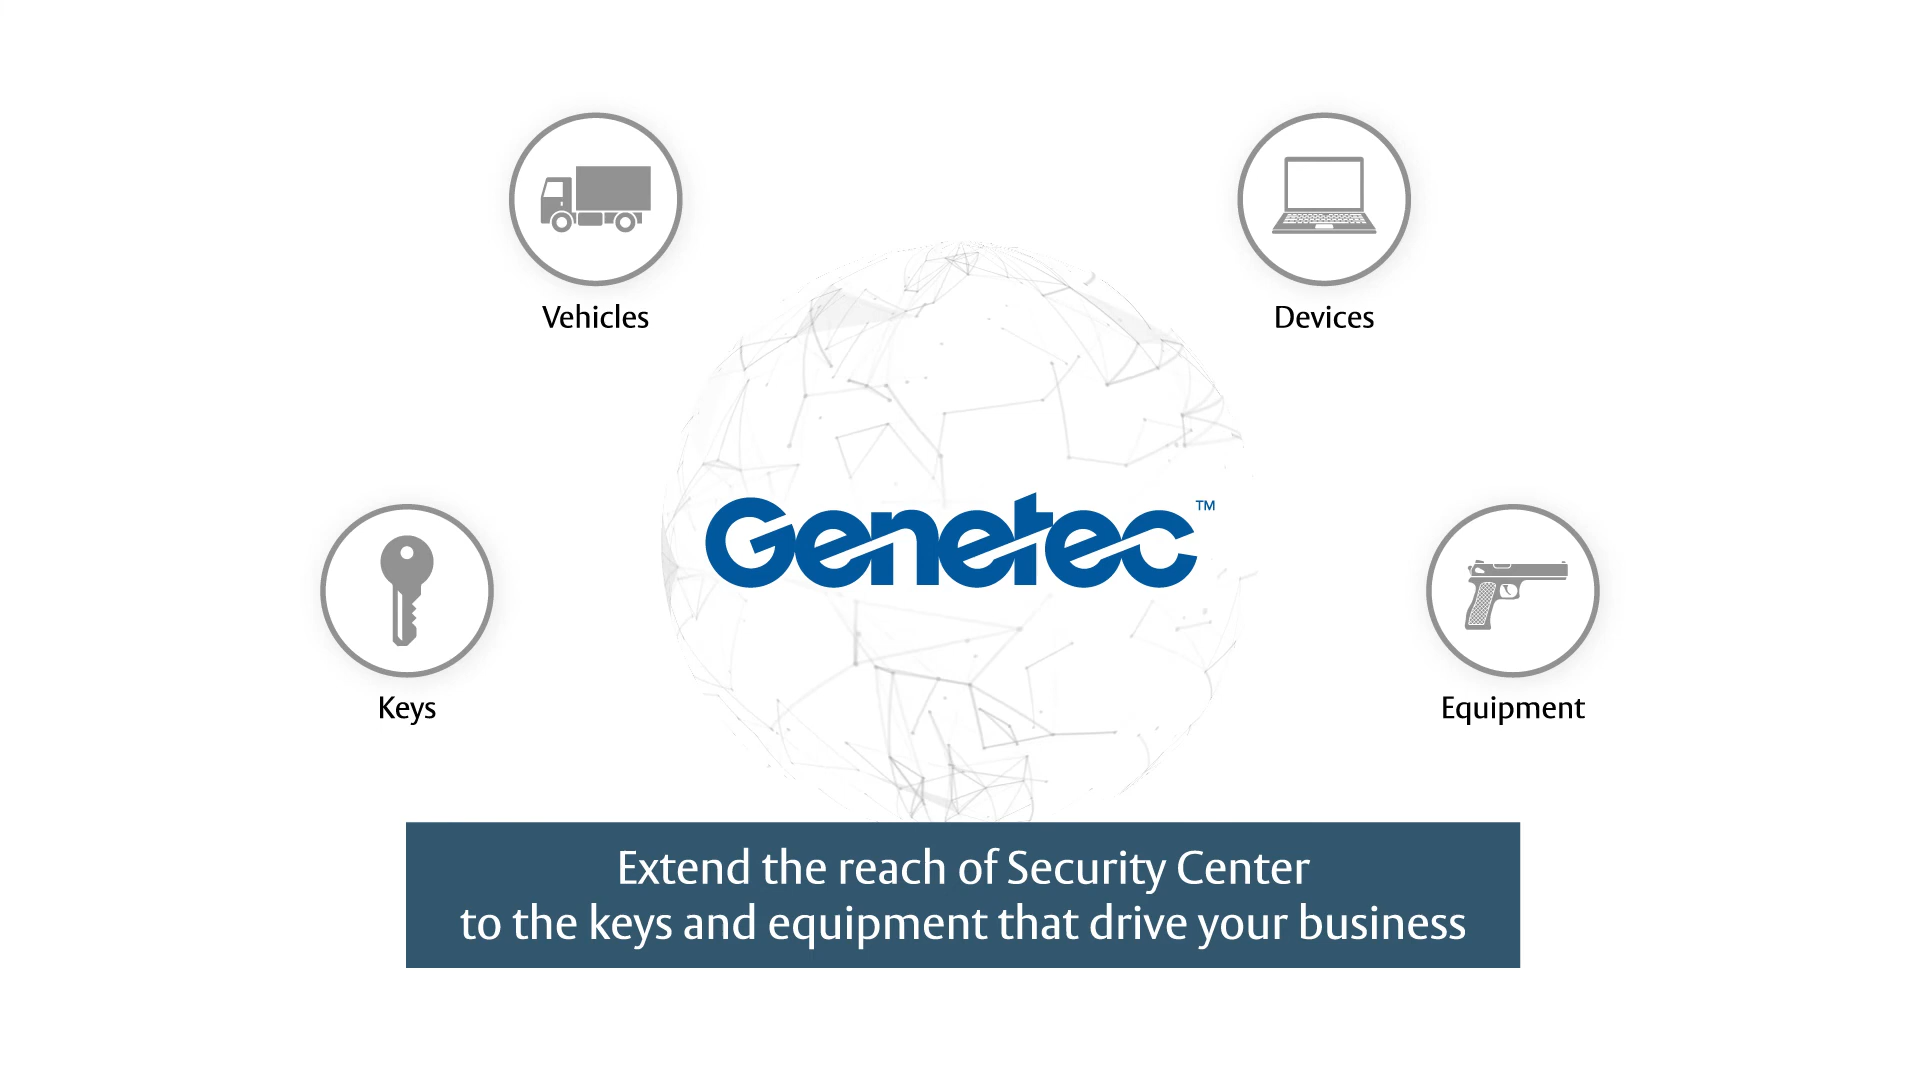 Vehicles
Devices
Genetec™
Keys
Equipment
Extend the reach of Security Center
to the keys and equipment that drive your business